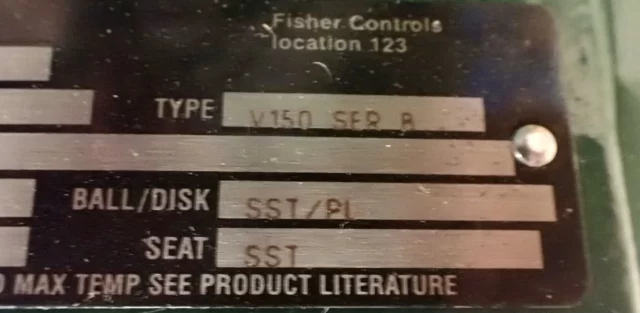 Fisher Controls
location 123
TYPE V150 SER B
BALL/DISK SST/PL
SEAT SST
MAX TEMP SEE PRODUCT LITERATURE